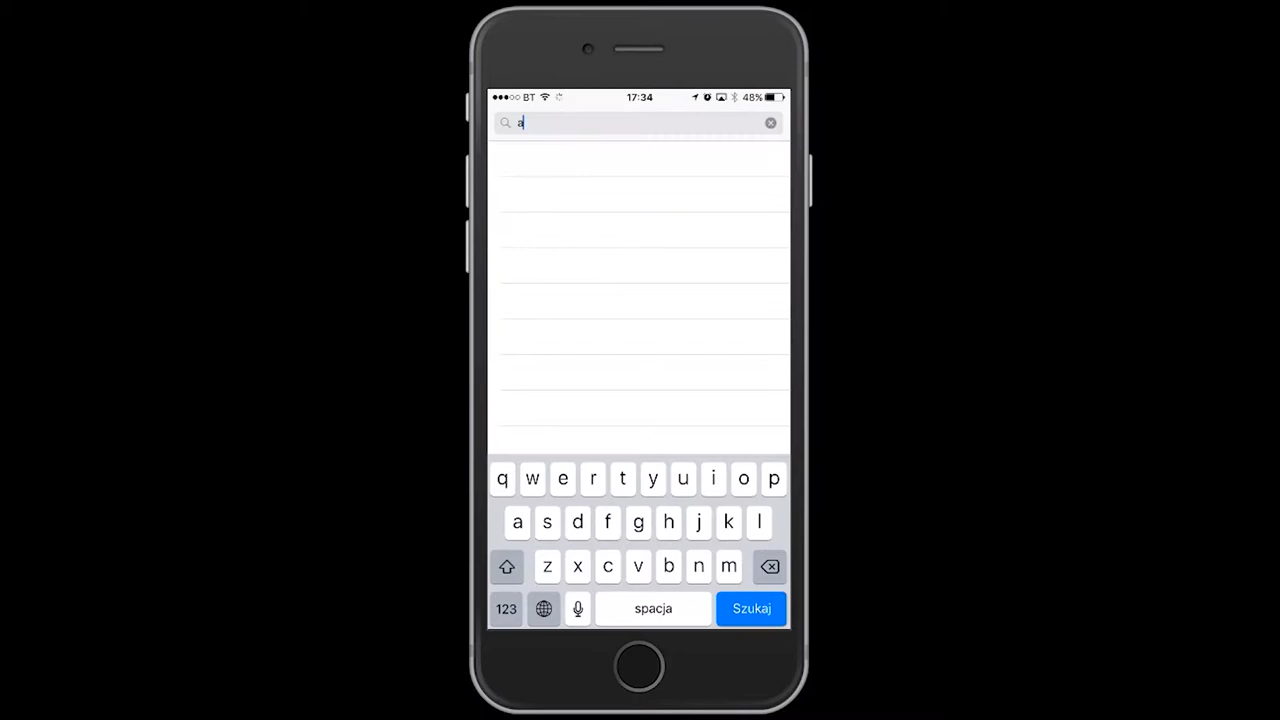 BT 17:34 48%
a
q w e r t y u i o p
a s d f g h j k l
z x c v b n m
123 spacja Szukaj